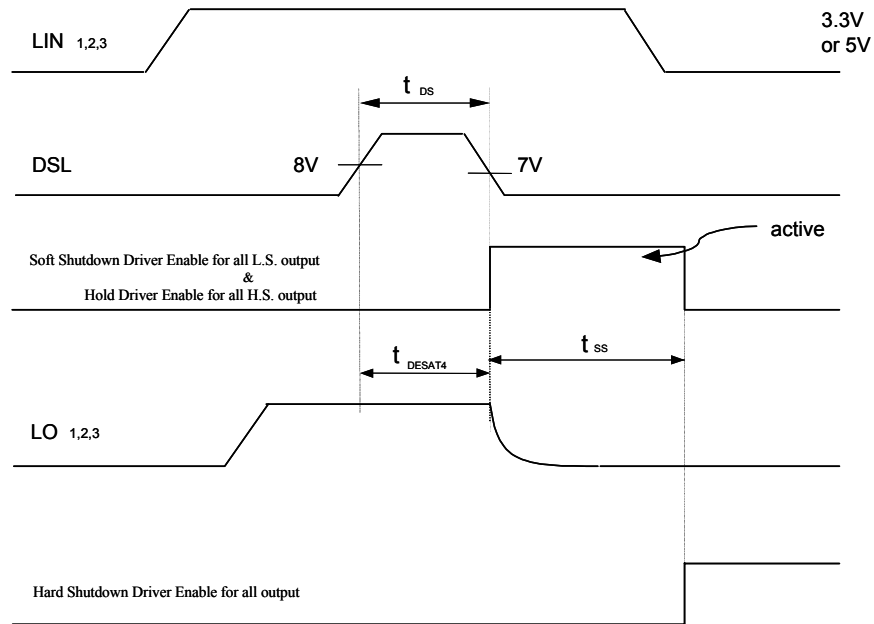 3.3V
or 5V
LIN 1,2,3
t DS
DSL
8V
7V
active
Soft Shutdown Driver Enable for all L.S. output
&
Hold Driver Enable for all H.S. output
t DESAT4
t SS
LO 1,2,3
Hard Shutdown Driver Enable for all output